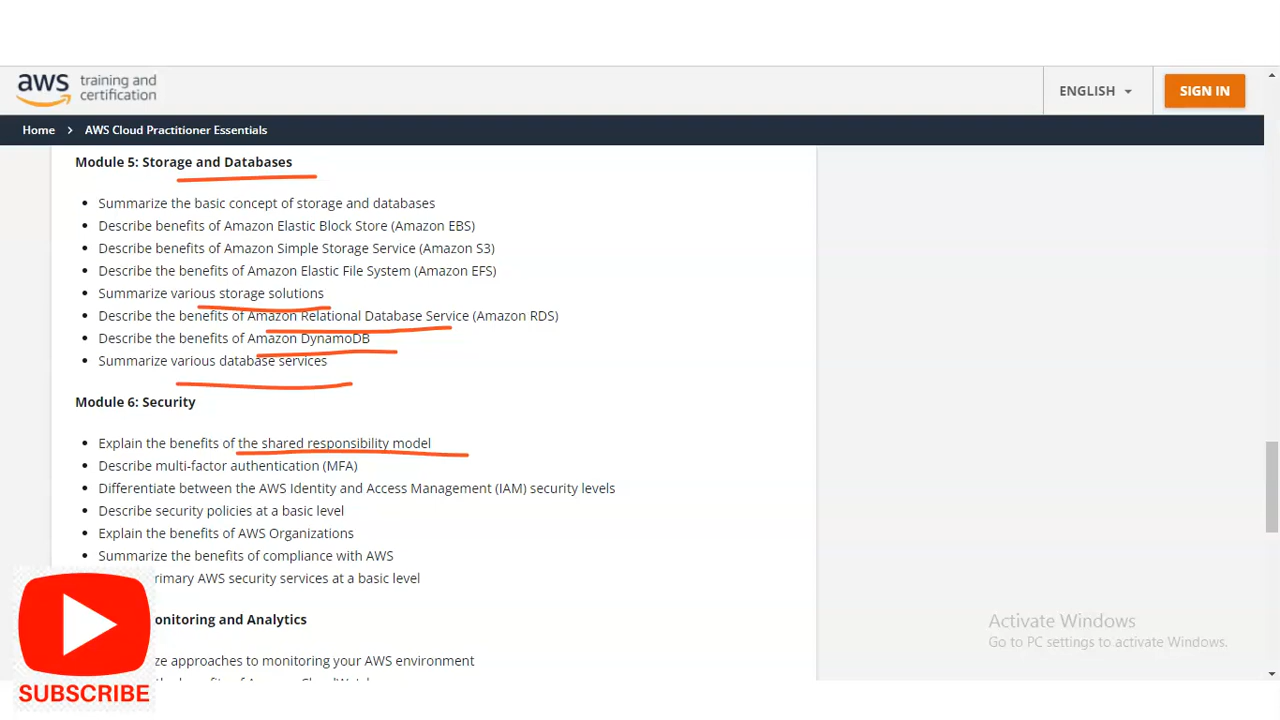 aws training and certification
ENGLISH
SIGN IN
Home > AWS Cloud Practitioner Essentials
Module 5: Storage and Databases
• Summarize the basic concept of storage and databases
• Describe benefits of Amazon Elastic Block Store (Amazon EBS)
• Describe benefits of Amazon Simple Storage Service (Amazon S3)
• Describe the benefits of Amazon Elastic File System (Amazon EFS)
• Summarize various storage solutions
• Describe the benefits of Amazon Relational Database Service (Amazon RDS)
• Describe the benefits of Amazon DynamoDB
• Summarize various database services
Module 6: Security
• Explain the benefits of the shared responsibility model
• Describe multi-factor authentication (MFA)
• Differentiate between the AWS Identity and Access Management (IAM) security levels
• Describe security policies at a basic level
• Explain the benefits of AWS Organizations
• Summarize the benefits of compliance with AWS
rimary AWS security services at a basic level
onitoring and Analytics
ze approaches to monitoring your AWS environment
Activate Windows
Go to PC settings to activate Windows.
SUBSCRIBE